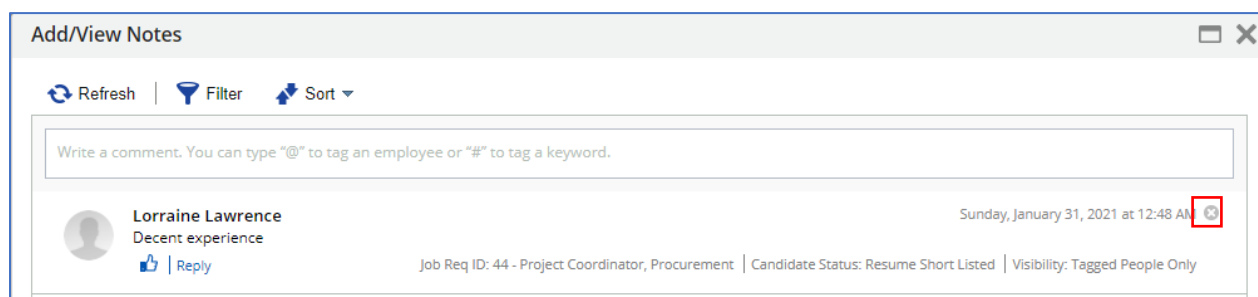 Add/View Notes
Refresh | Filter Sort
Write a comment. You can type “@” to tag an employee or “#” to tag a keyword.
Lorraine Lawrence Sunday, January 31, 2021 at 12:48 AM
Decent experience
Reply Job Req ID: 44 - Project Coordinator, Procurement | Candidate Status: Resume Short Listed | Visibility: Tagged People Only